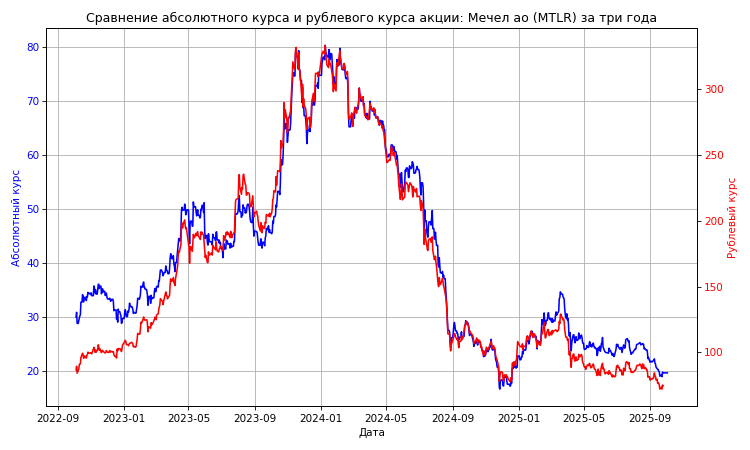 Сравнение абсолютного курса и рублевого курса акции: Мечел ао (MTLR) за три года
80
70
60
50
40
30
20
Абсолютный курс
300
250
200
150
100
Рублевый курс
2022-09 2023-01 2023-05 2023-09 2024-01 2024-05 2024-09 2025-01 2025-05 2025-09
Дата